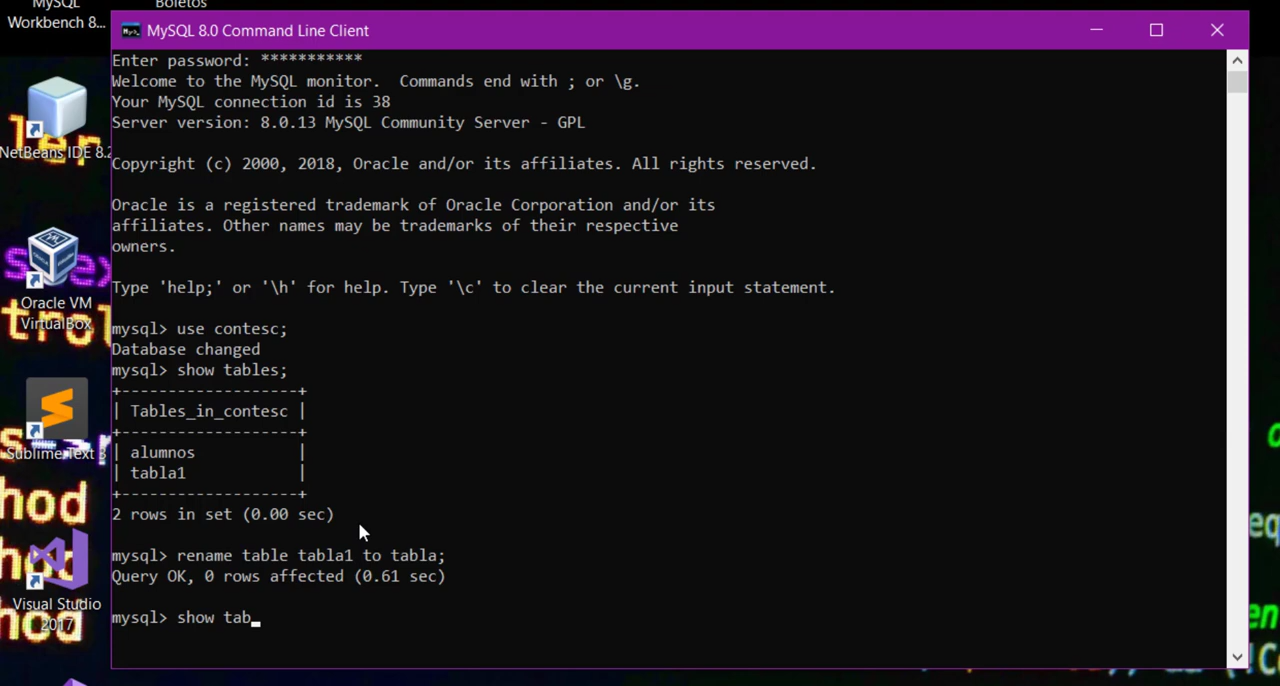 MySQL
Workbench 8...
Boletos
MySQL 8.0 Command Line Client
Enter password: ***********
Welcome to the MySQL monitor.  Commands end with ; or \g.
Your MySQL connection id is 38
Server version: 8.0.13 MySQL Community Server - GPL
Copyright (c) 2000, 2018, Oracle and/or its affiliates. All rights reserved.
Oracle is a registered trademark of Oracle Corporation and/or its
affiliates. Other names may be trademarks of their respective
owners.
Type 'help;' or '\h' for help. Type '\c' to clear the current input statement.
mysql> use contesc;
Database changed
mysql> show tables;
+-------------------+
| Tables_in_contesc |
+-------------------+
| alumnos           |
| tabla1            |
+-------------------+
2 rows in set (0.00 sec)
mysql> rename table tabla1 to tabla;
Query OK, 0 rows affected (0.61 sec)
mysql> show tab
NetBeans IDE 8.2
Oracle VM
VirtualBox
Sublime Text 3
Visual Studio
2017
hod
hod
hod